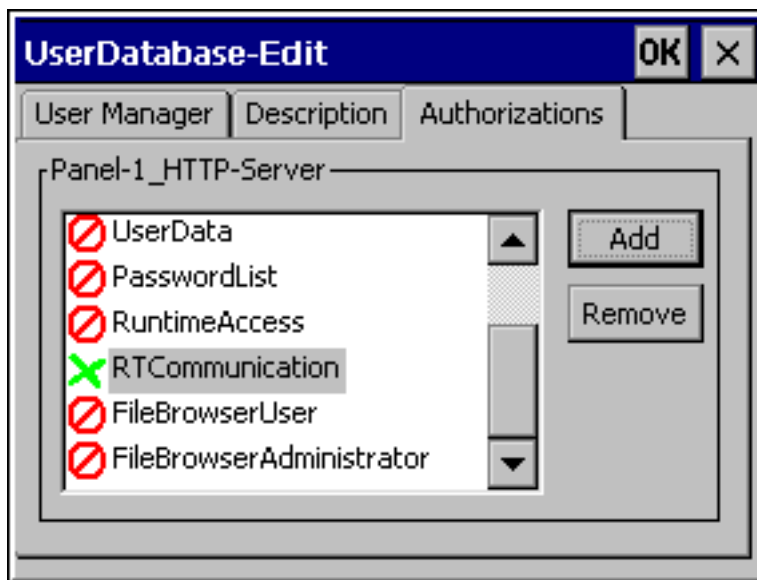 UserDatabase-Edit OK ×
User Manager Description Authorizations
Panel-1_HTTP-Server
UserData
Add
PasswordList
RuntimeAccess
Remove
RTCommunication
FileBrowserUser
FileBrowserAdministrator